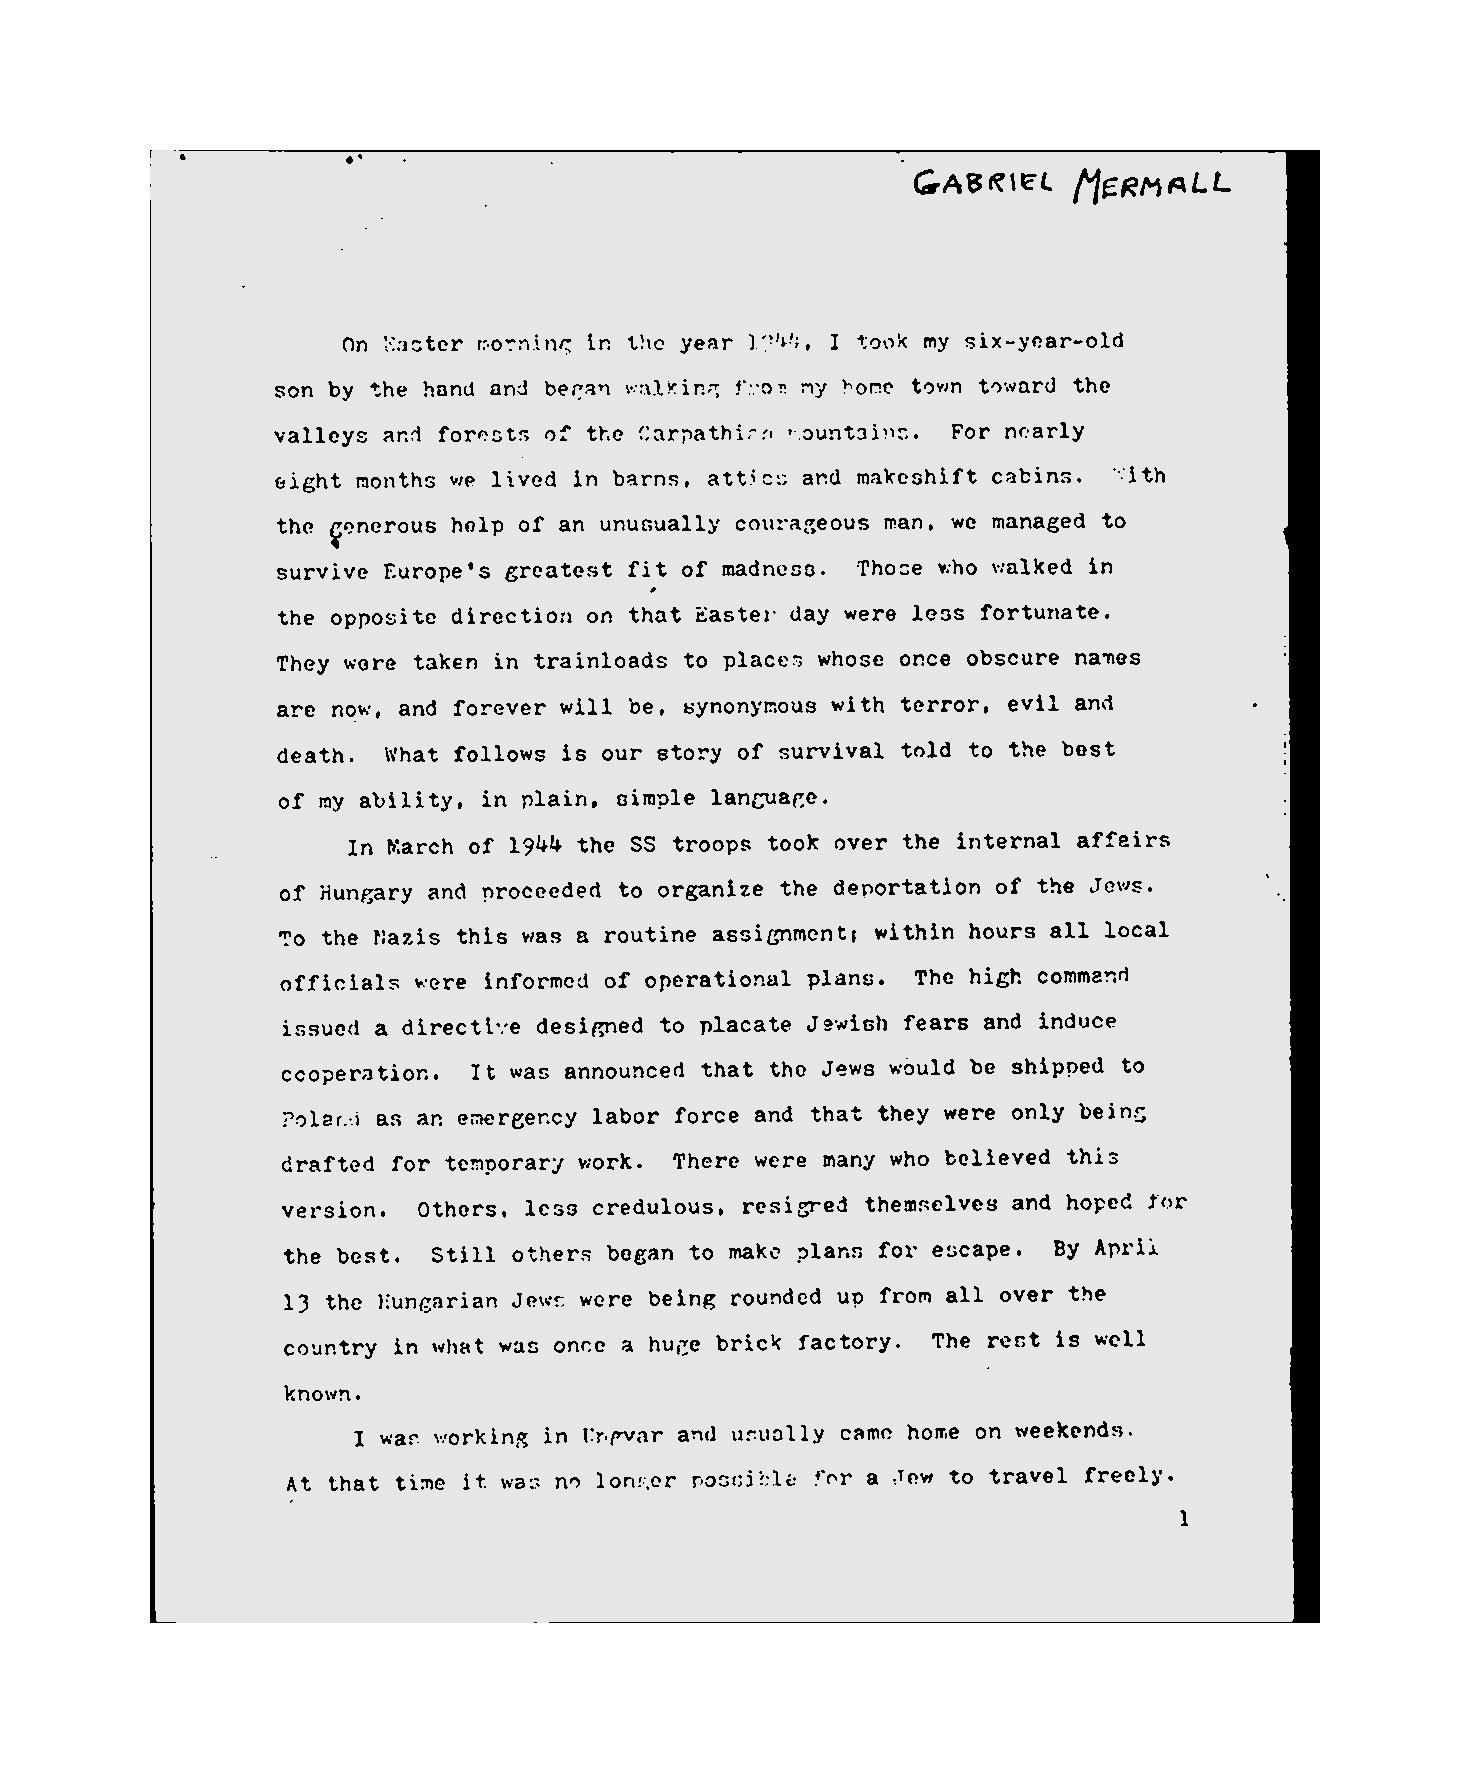 GABRIEL MERMALL
On Easter morning in the year 1944, I took my six-year-old
son by the hand and began walking from my home town toward the
valleys and forests of the Carpathian mountains. For nearly
eight months we lived in barns, attics and makeshift cabins. With
the generous help of an unusually courageous man, we managed to
survive Europe's greatest fit of madness. Those who walked in
the opposite direction on that Easter day were less fortunate.
They were taken in trainloads to places whose once obscure names
are now, and forever will be, synonymous with terror, evil and
death. What follows is our story of survival told to the best
of my ability, in plain, simple language.
In March of 1944 the SS troops took over the internal affairs
of Hungary and proceeded to organize the deportation of the Jews.
To the Nazis this was a routine assignment; within hours all local
officials were informed of operational plans. The high command
issued a directive designed to placate Jewish fears and induce
cooperation. It was announced that the Jews would be shipped to
Poland as an emergency labor force and that they were only being
drafted for temporary work. There were many who believed this
version. Others, less credulous, resigned themselves and hoped for
the best. Still others began to make plans for escape. By April
13 the Hungarian Jews were being rounded up from all over the
country in what was once a huge brick factory. The rest is well
known.
I was working in Ungvar and usually came home on weekends.
At that time it was no longer possible for a Jew to travel freely.
1